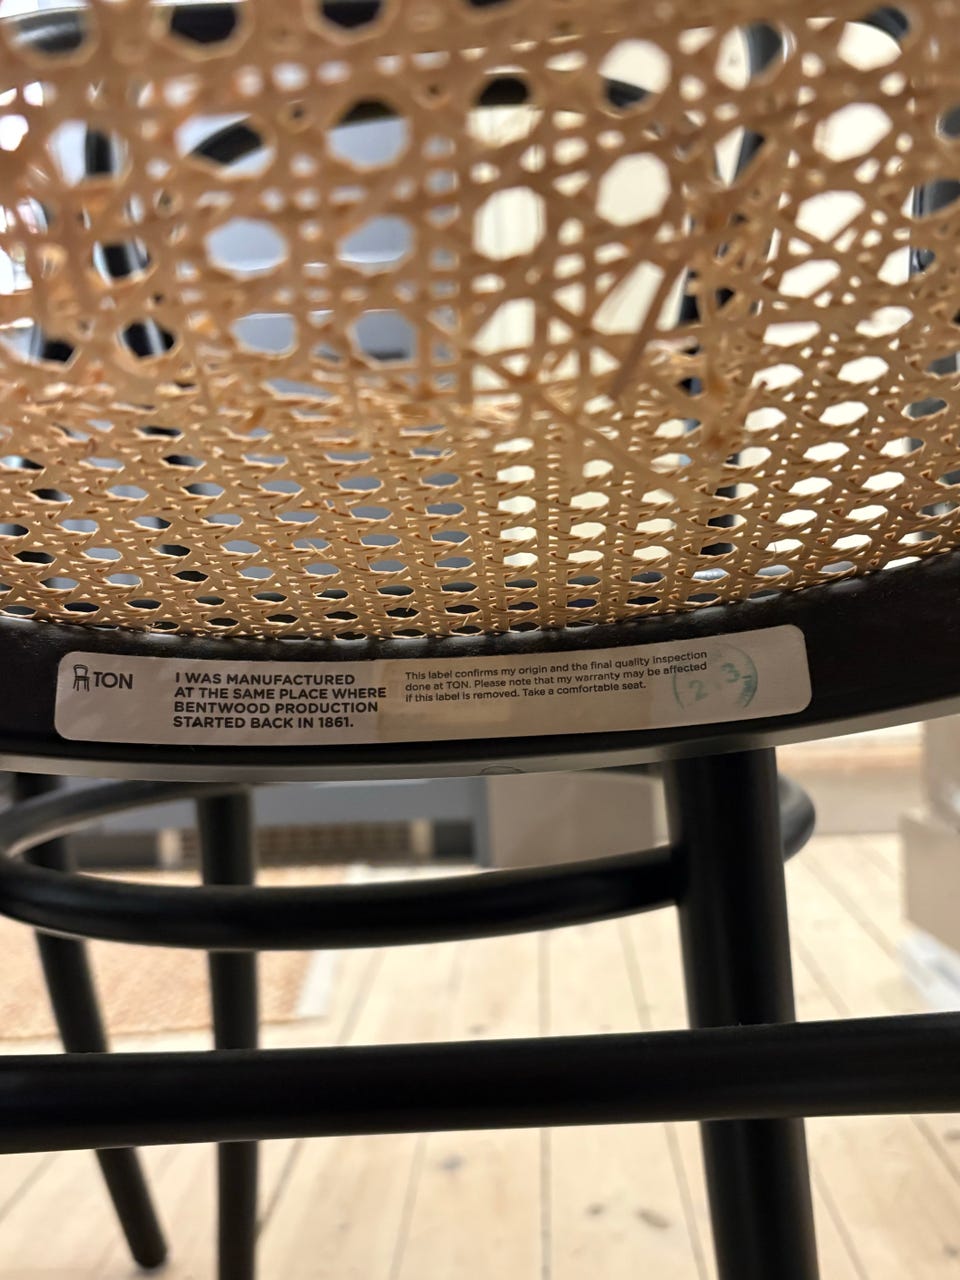 TON
I WAS MANUFACTURED
AT THE SAME PLACE WHERE
BENTWOOD PRODUCTION
STARTED BACK IN 1861.
This label confirms my origin and the final quality inspection
done at TON. Please note that my warranty may be affected
if this label is removed. Take a comfortable seat.